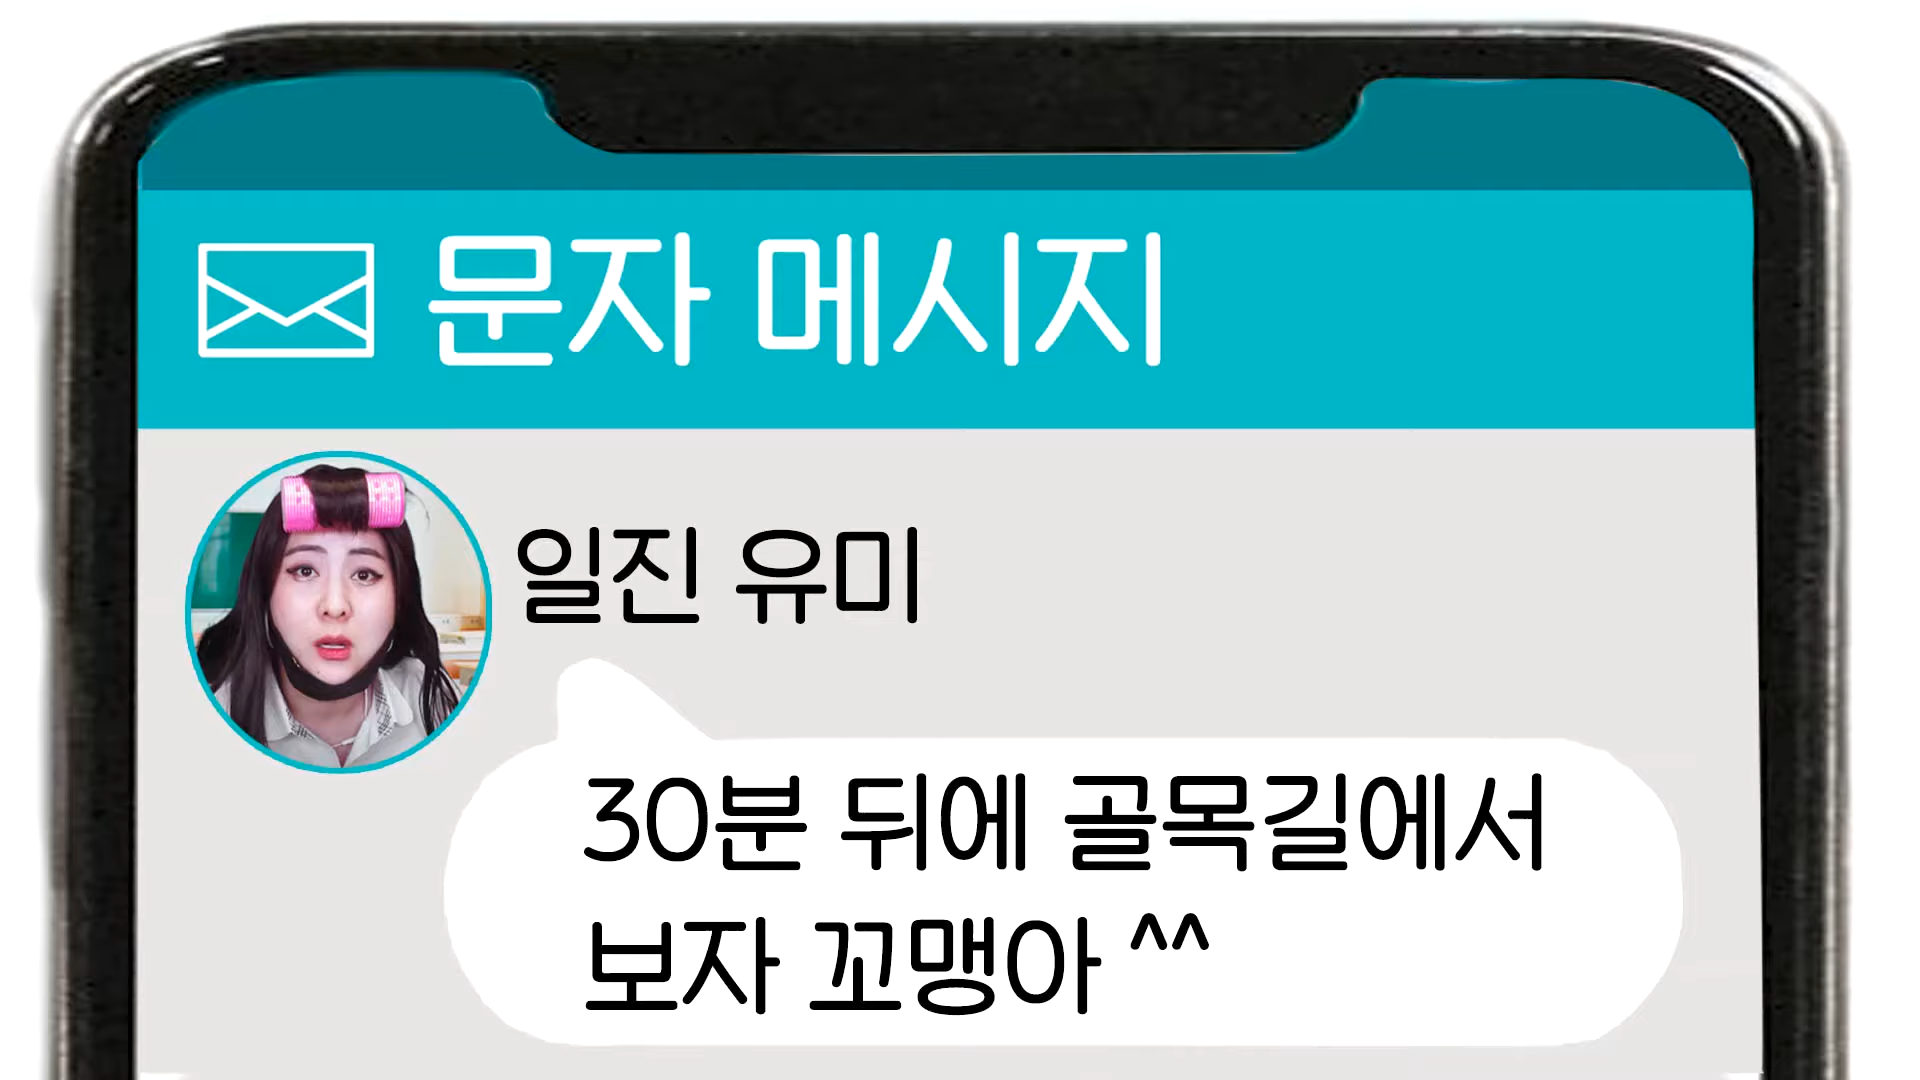 문자 메시지
일진 유미
30분 뒤에 골목길에서
보자 꼬맹아 ^^